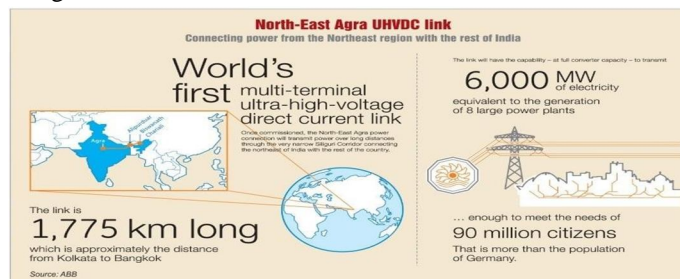 North-East Agra UHVDC link
Connecting power from the Northeast region with the rest of India
World's
first multi-terminal
ultra-high-voltage
direct current link
Once commissioned, the North-East Agra power
connection will transmit power over long distances
through the very narrow Siliguri Corridor connecting
the northeast of India with the rest of the country.
Agra
Alipurduar
Biswanath
Chariali
The link is
1,775 km long
which is approximately the distance
from Kolkata to Bangkok
Source: ABB
The link will have the capability – at full converter capacity – to transmit
6,000 MW
of electricity
equivalent to the generation
of 8 large power plants
... enough to meet the needs of
90 million citizens
That is more than the population
of Germany.